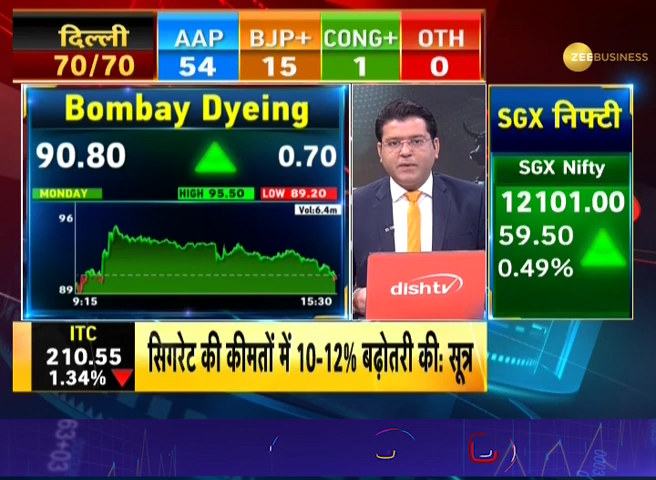 दिल्ली
70/70
AAP
54
BJP+
15
CONG+
1
OTH
0
ZEE BUSINESS
Bombay Dyeing
90.80
0.70
MONDAY
HIGH 95.50
LOW 89.20
Vol:6.4m
96
89
9:15
15:30
dishtv
SGX निफ्टी
SGX Nifty
12101.00
59.50
0.49%
ITC
210.55
1.34%
सिगरेट की कीमतों में 10-12% बढ़ोतरी की: सूत्र
63+03